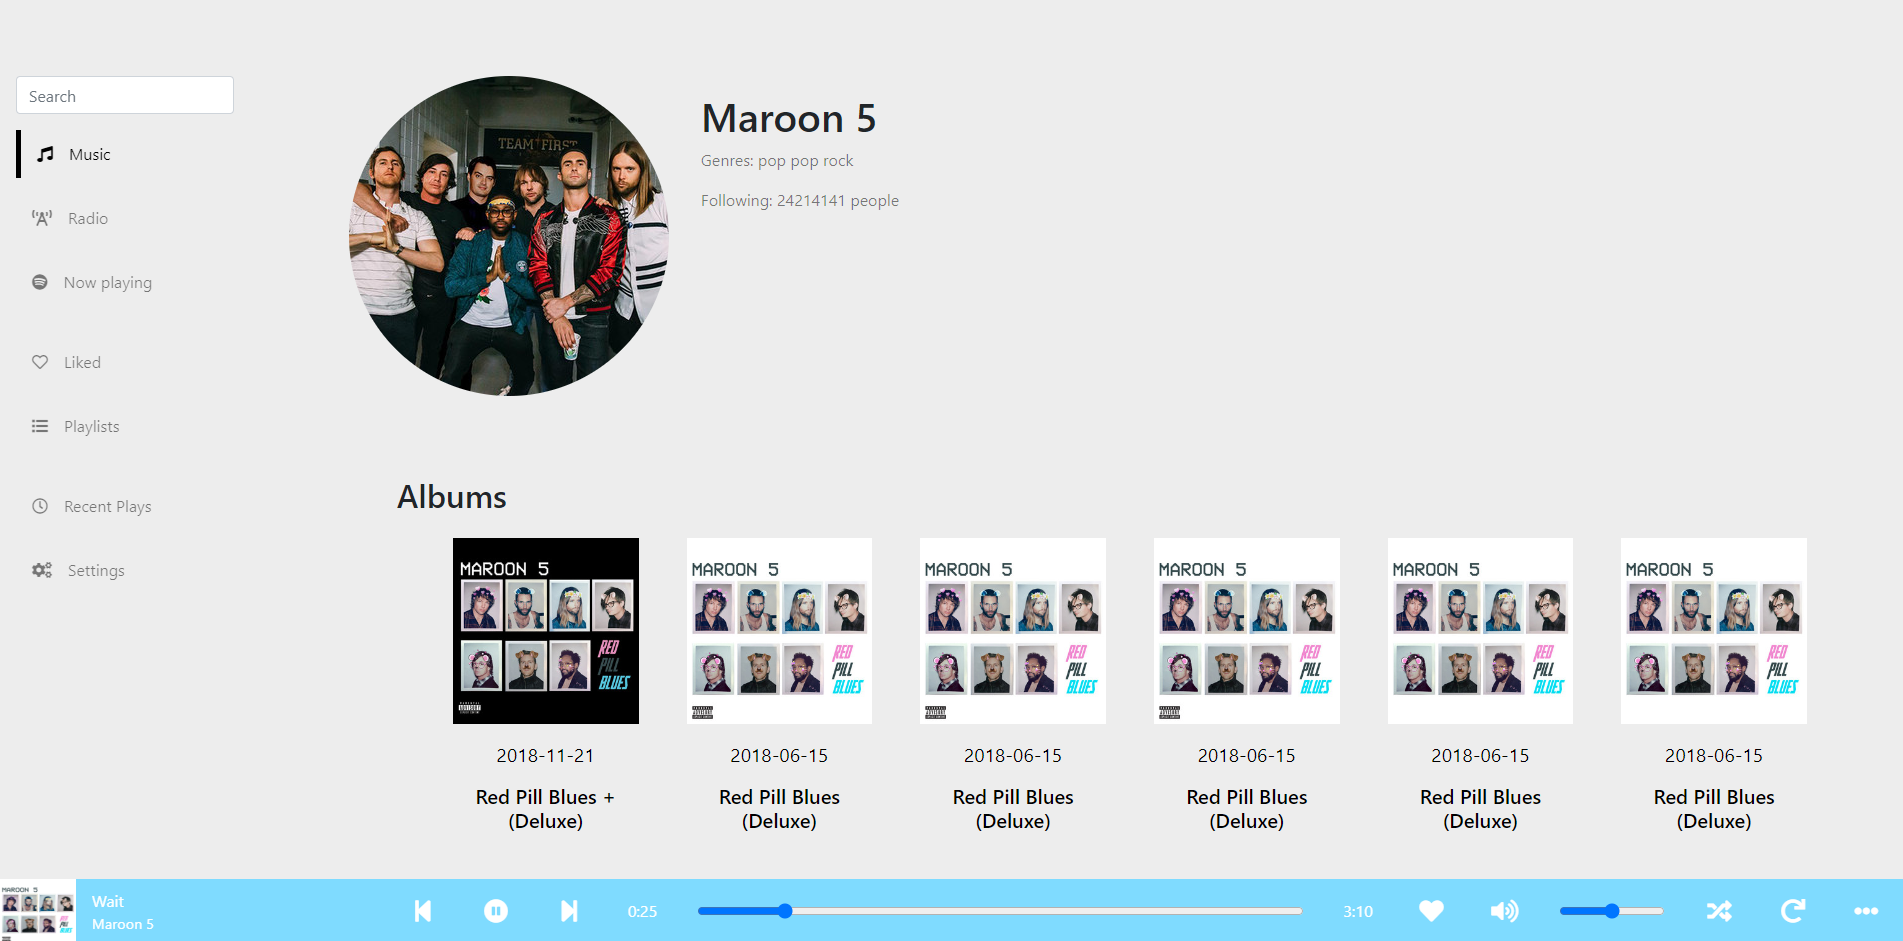 Search
Music
Radio
Now playing
Liked
Playlists
Recent Plays
Settings
TEAM FIRST
Maroon 5
Genres: pop pop rock
Following: 24214141 people
Albums
MAROON 5
RED
PILL
BLUES
2018-11-21
Red Pill Blues +
(Deluxe)
MAROON 5
RED
PILL
BLUES
2018-06-15
Red Pill Blues
(Deluxe)
MAROON 5
RED
PILL
BLUES
2018-06-15
Red Pill Blues
(Deluxe)
MAROON 5
RED
PILL
BLUES
2018-06-15
Red Pill Blues
(Deluxe)
MAROON 5
RED
PILL
BLUES
2018-06-15
Red Pill Blues
(Deluxe)
MAROON 5
RED
PILL
BLUES
2018-06-15
Red Pill Blues
(Deluxe)
MAROON 5
RED
PILL
BLUES
Wait
Maroon 5
0:25
3:10